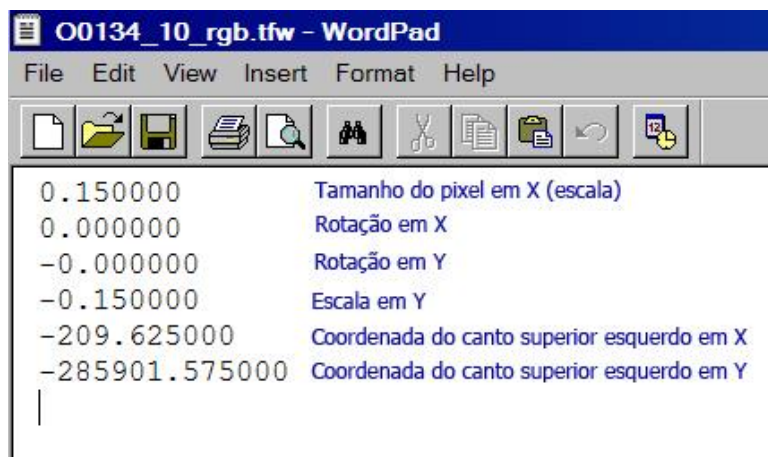 O0134_10_rgb.tfw - WordPad
File Edit View Insert Format Help
12
0.150000 Tamanho do pixel em X (escala)
0.000000 Rotação em X
-0.000000 Rotação em Y
-0.150000 Escala em Y
-209.625000 Coordenada do canto superior esquerdo em X
-285901.575000 Coordenada do canto superior esquerdo em Y